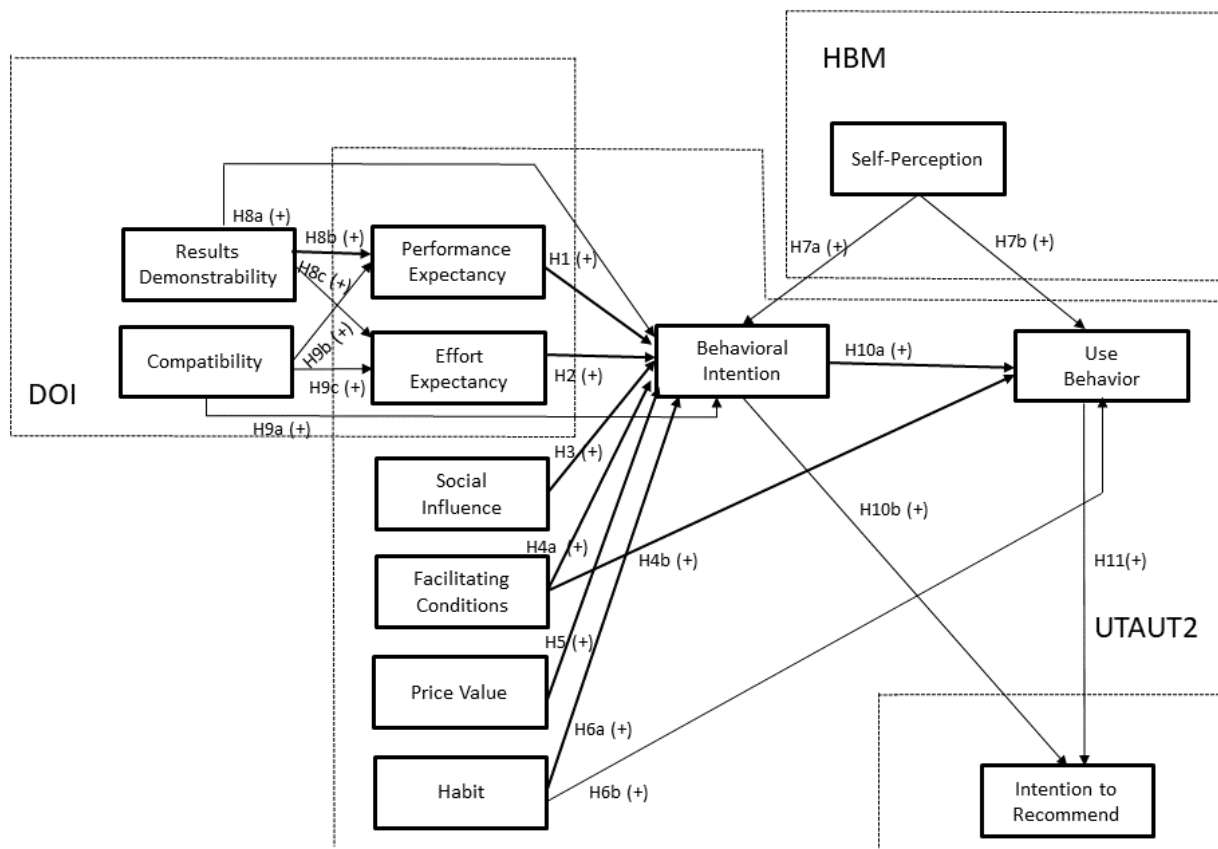 HBM
Self-Perception
H8a (+)
H8b (+)
H7a (+)
H7b (+)
Results
Demonstrability
Performance
Expectancy
H1 (+)
H8c (+)
Compatibility
H9b (+)
H9c (+)
Effort
Expectancy
H2 (+)
Behavioral
Intention
H10a (+)
Use
Behavior
DOI
H9a (+)
H3 (+)
Social
Influence
H10b (+)
H4a (+)
H4b (+)
H11(+)
Facilitating
Conditions
UTAUT2
H5 (+)
Price Value
H6a (+)
Habit
H6b (+)
Intention to
Recommend